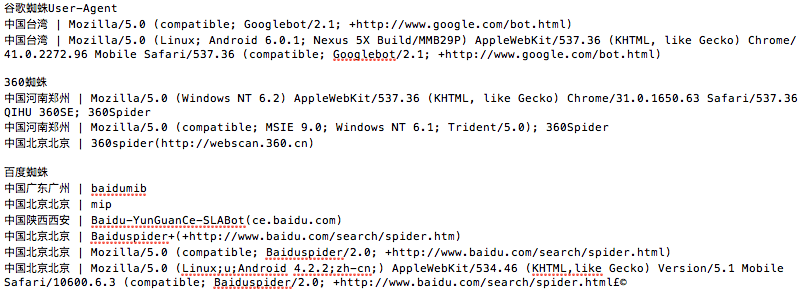 谷歌蜘蛛User-Agent
中国台湾 | Mozilla/5.0 (compatible; Googlebot/2.1; +http://www.google.com/bot.html)
中国台湾 | Mozilla/5.0 (Linux; Android 6.0.1; Nexus 5X Build/MMB29P) AppleWebKit/537.36 (KHTML, like Gecko) Chrome/
41.0.2272.96 Mobile Safari/537.36 (compatible; Googlebot/2.1; +http://www.google.com/bot.html)
360蜘蛛
中国河南郑州 | Mozilla/5.0 (Windows NT 6.2) AppleWebKit/537.36 (KHTML, like Gecko) Chrome/31.0.1650.63 Safari/537.36
QIHU 360SE; 360Spider
中国河南郑州 | Mozilla/5.0 (compatible; MSIE 9.0; Windows NT 6.1; Trident/5.0); 360Spider
中国北京北京 | 360spider(http://webscan.360.cn)
百度蜘蛛
中国广东广州 | baidumib
中国北京北京 | mip
中国陕西西安 | Baidu-YunGuanCe-SLABot(ce.baidu.com)
中国北京北京 | Baiduspider+(+http://www.baidu.com/search/spider.htm)
中国北京北京 | Mozilla/5.0 (compatible; Baiduspider/2.0; +http://www.baidu.com/search/spider.html)
中国北京北京 | Mozilla/5.0 (Linux;u;Android 4.2.2;zh-cn;) AppleWebKit/534.46 (KHTML,like Gecko) Version/5.1 Mobile
Safari/10600.6.3 (compatible; Baiduspider/2.0; +http://www.baidu.com/search/spider.html£©